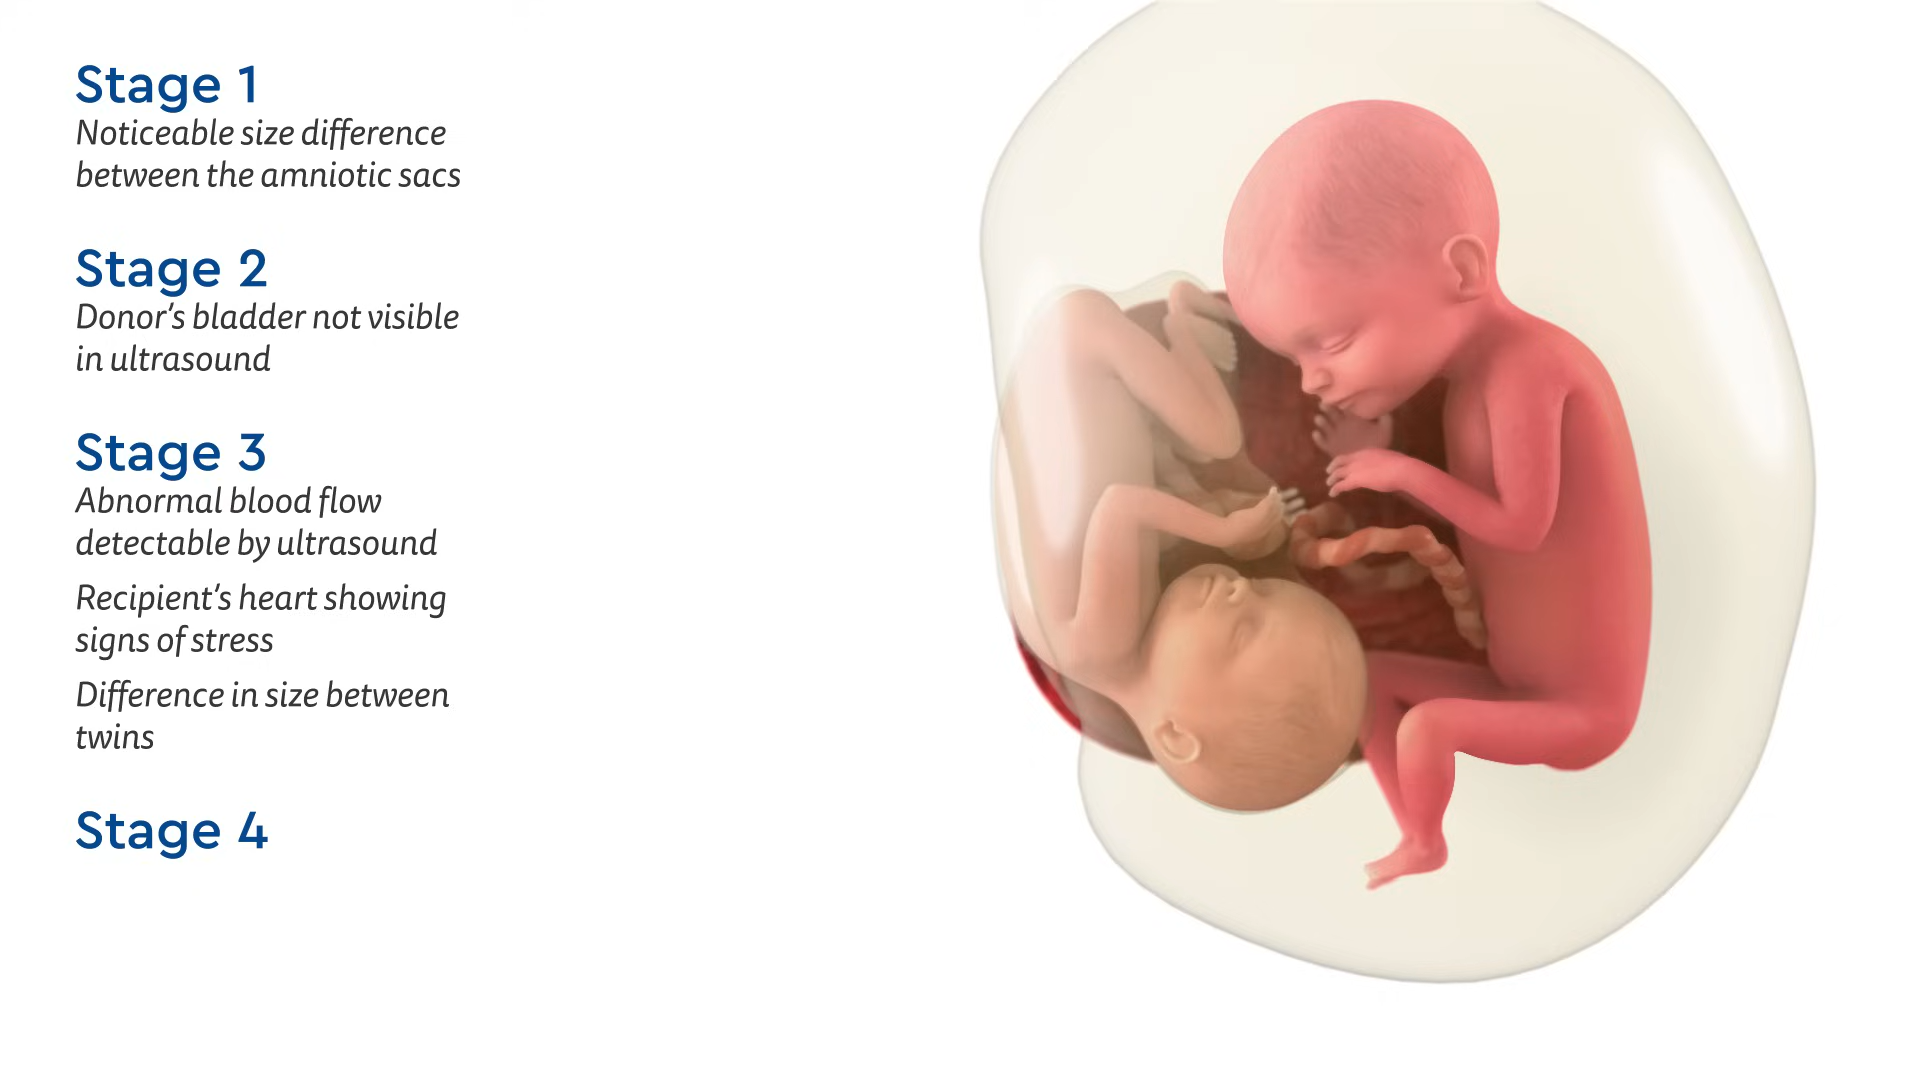 Stage 1
Noticeable size difference
between the amniotic sacs
Stage 2
Donor's bladder not visible
in ultrasound
Stage 3
Abnormal blood flow
detectable by ultrasound
Recipient's heart showing
signs of stress
Difference in size between
twins
Stage 4